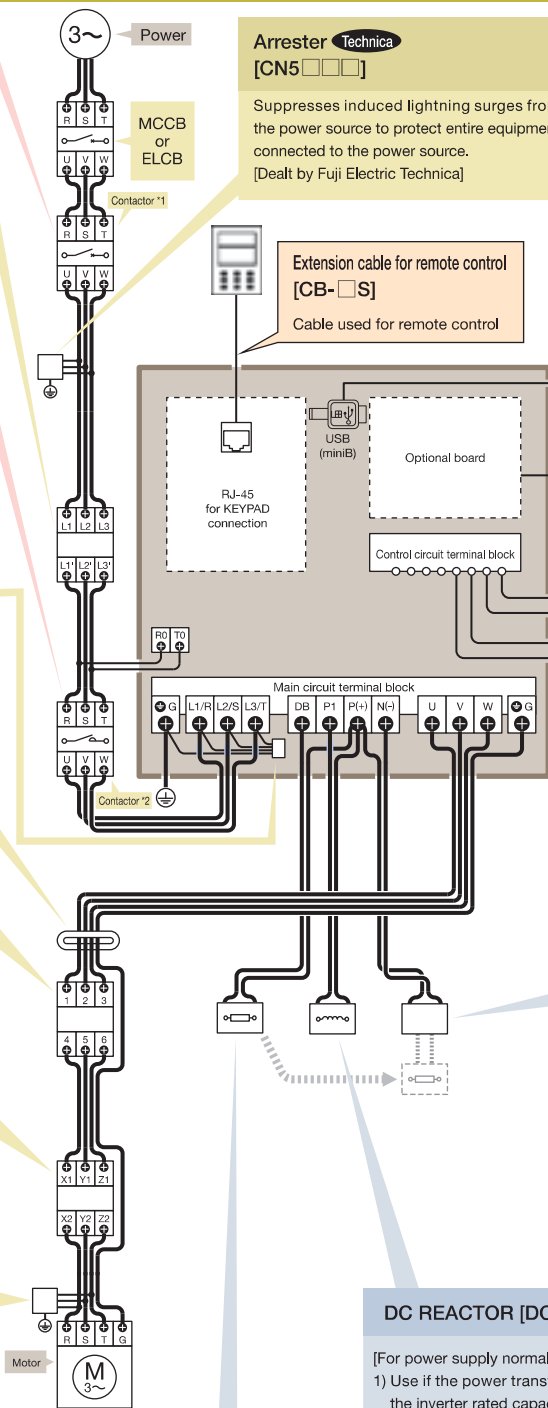 3~
Power
Arrester Technica
[CN5□□□]
Suppresses induced lightning surges fro
the power source to protect entire equipme
connected to the power source.
[Dealt by Fuji Electric Technica]
R S T
MCCB
or
ELCB
U V W
Contactor *1
R S T
U V W
Extension cable for remote control
[CB-□S]
Cable used for remote control
USB
(miniB)
Optional board
RJ-45
for KEYPAD
connection
L1 L2 L3
L1' L2' L3'
Control circuit terminal block
R0 T0
Main circuit terminal block
G L1/R L2/S L3/T DB P1 P(+) N(-) U V W G
R S T
U V W
Contactor *2
1 2 3
4 5 6
X1 Y1 Z1
X2 Y2 Z2
R S T G
Motor
M
3~
DC REACTOR [DC
[For power supply normal
1) Use if the power trans
the inverter rated capa